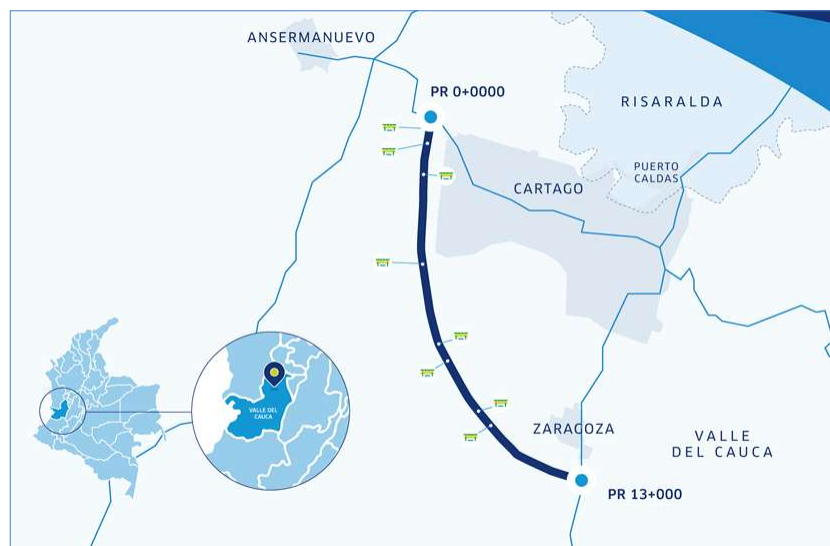 ANSERMANUEVO
PR 0+0000
RISARALDA
PUERTO
CALDAS
CARTAGO
VALLE DEL
CAUCA
ZARAGOZA
VALLE
DEL CAUCA
PR 13+000